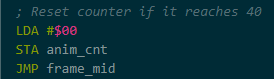 ; Reset counter if it reaches 40
LDA #$00
STA anim_cnt
JMP frame_mid